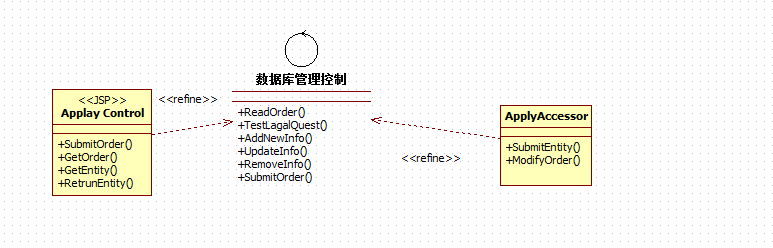 数据库管理控制
<<JSP>>
Applay Control
+SubmitOrder()
+GetOrder()
+GetEntity()
+RetrunEntity()
<<refine>>
+ReadOrder()
+TestLagalQuest()
+AddNewInfo()
+UpdateInfo()
+RemoveInfo()
+SubmitOrder()
<<refine>>
ApplyAccessor
+SubmitEntity()
+ModifyOrder()